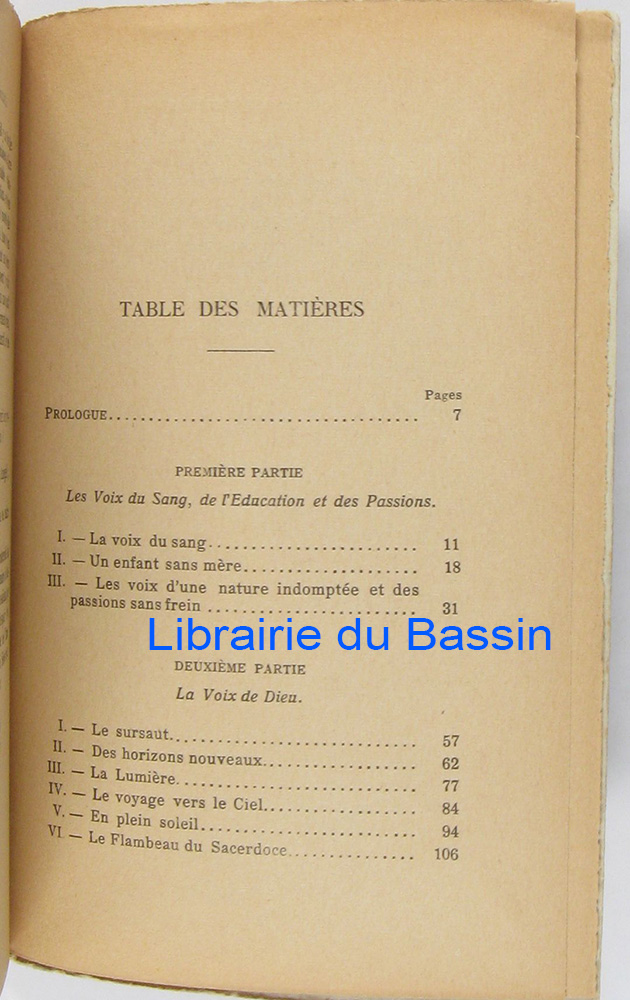 TABLE DES MATIÈRES
Pages
PROLOGUE.................................... 7
PREMIÈRE PARTIE
Les Voix du Sang, de l'Education et des Passions.
I. — La voix du sang........................ 11
II. — Un enfant sans mère.................... 18
III. — Les voix d'une nature indomptée et des
passions sans frein ........................ 31
Librairie du Bassin
DEUXIÈME PARTIE
La Voix de Dieu.
I. — Le sursaut............................ 57
II. — Des horizons nouveaux.................. 62
III. — La Lumière........................... 77
IV. — Le voyage vers le Ciel.................. 84
V. — En plein soleil......................... 94
VI — Le Flambeau du Sacerdoce............... 106